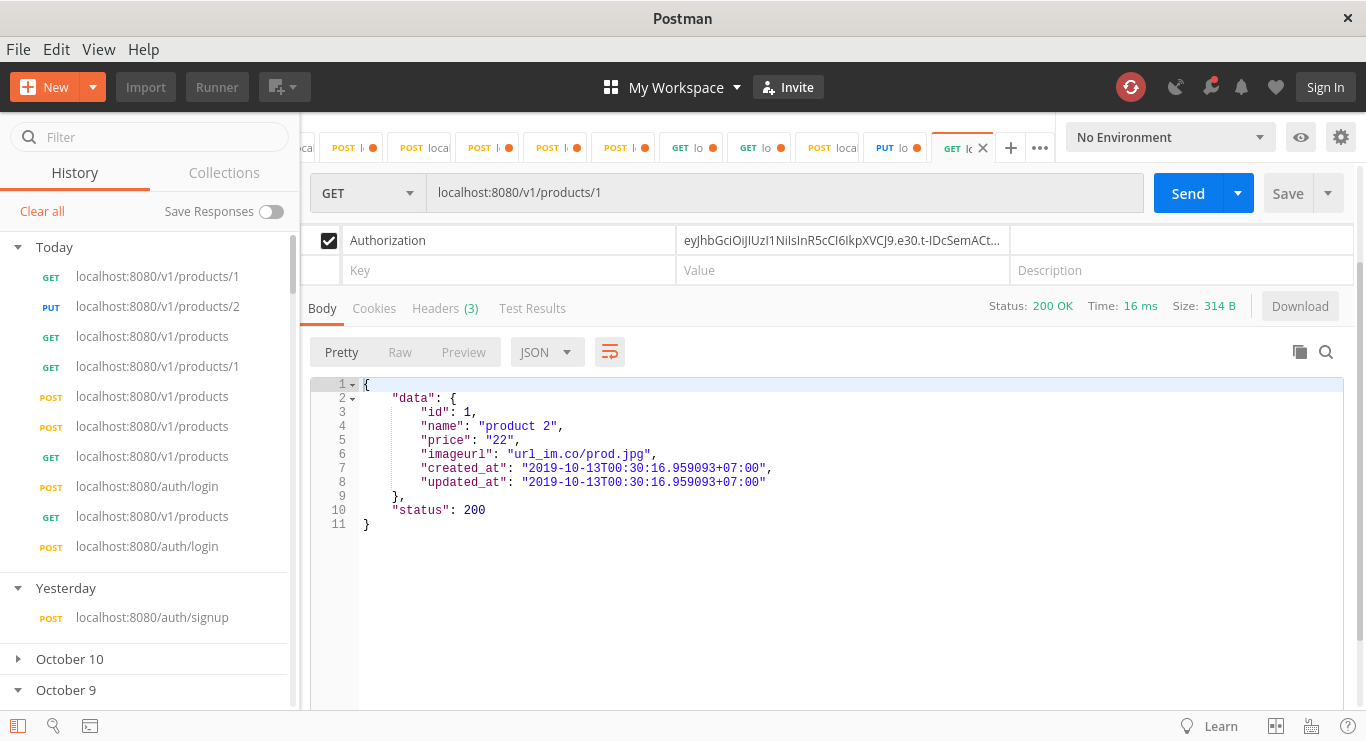 Postman
File Edit View Help
New Import Runner My Workspace Invite Sign In
Filter
History Collections
Clear all Save Responses
Today
GET localhost:8080/v1/products/1
PUT localhost:8080/v1/products/2
GET localhost:8080/v1/products
GET localhost:8080/v1/products/1
POST localhost:8080/v1/products
POST localhost:8080/v1/products
GET localhost:8080/v1/products
POST localhost:8080/auth/login
GET localhost:8080/v1/products
POST localhost:8080/auth/login
Yesterday
POST localhost:8080/auth/signup
October 10
October 9
POST POST local POST POST POST GET lo GET lo POST local PUT lo GET
No Environment
GET localhost:8080/v1/products/1 Send Save
Authorization eyJhbGciOiJIUzI1NiIsInR5cCI6IkpXVCJ9.e30.t-IDcSemACt...
Key Value Description
Body Cookies Headers (3) Test Results Status: 200 OK Time: 16 ms Size: 314 B Download
Pretty Raw Preview JSON
1 {
2 "data": {
3 "id": 1,
4 "name": "product 2",
5 "price": "22",
6 "imageurl": "url_im.co/prod.jpg",
7 "created_at": "2019-10-13T00:30:16.959093+07:00",
8 "updated_at": "2019-10-13T00:30:16.959093+07:00"
9 },
10 "status": 200
11 }
Learn